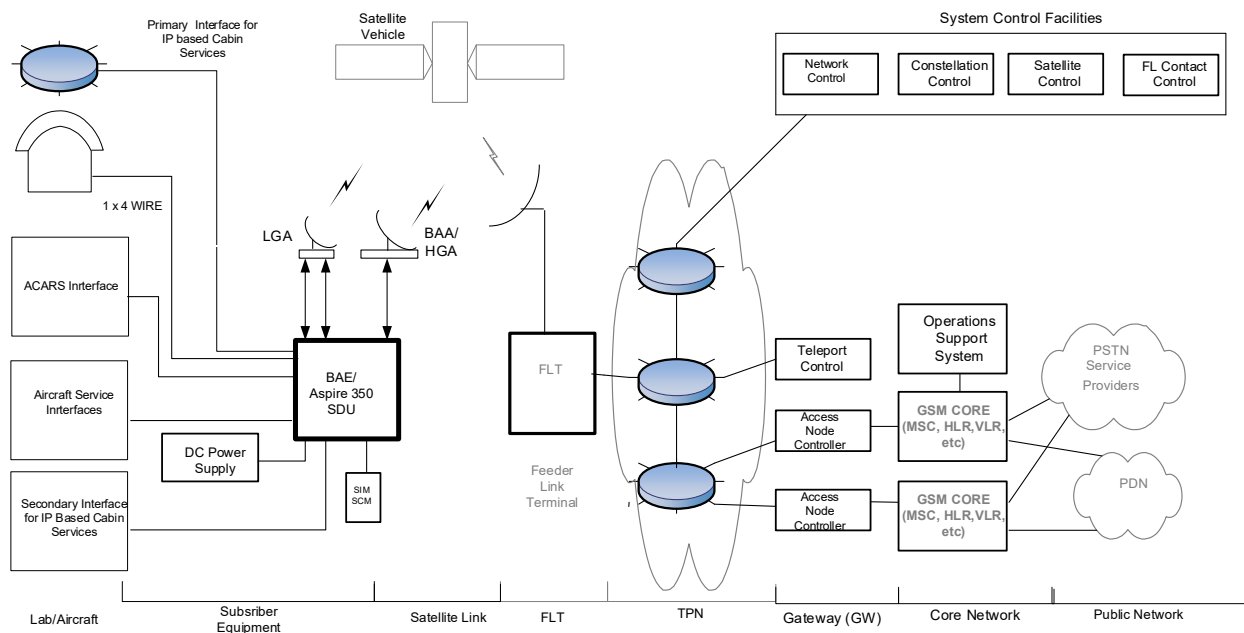 Primary Interface for
IP based Cabin
Services
Satellite
Vehicle
System Control Facilities
Network
Control
Constellation
Control
Satellite
Control
FL Contact
Control
1 x 4 WIRE
LGA
BAA/
HGA
ACARS Iinterface
BAE/
Aspire 350
SDU
FLT
Teleport
Control
Operations
Support
System
PSTN
Service
Providers
Aircraft Service
Interfaces
DC Power
Supply
SIM
SCM
Feeder
Link
Terminal
Access
Node
Controller
GSM CORE
(MSC, HLR,VLR,
etc)
PDN
Secondary Interface
for IP Based Cabin
Services
Access
Node
Controller
GSM CORE
(MSC, HLR,VLR,
etc)
Lab/Aircraft
Subsriber
Equipment
Satellite Link
FLT
TPN
Gateway (GW)
Core Network
Public Network